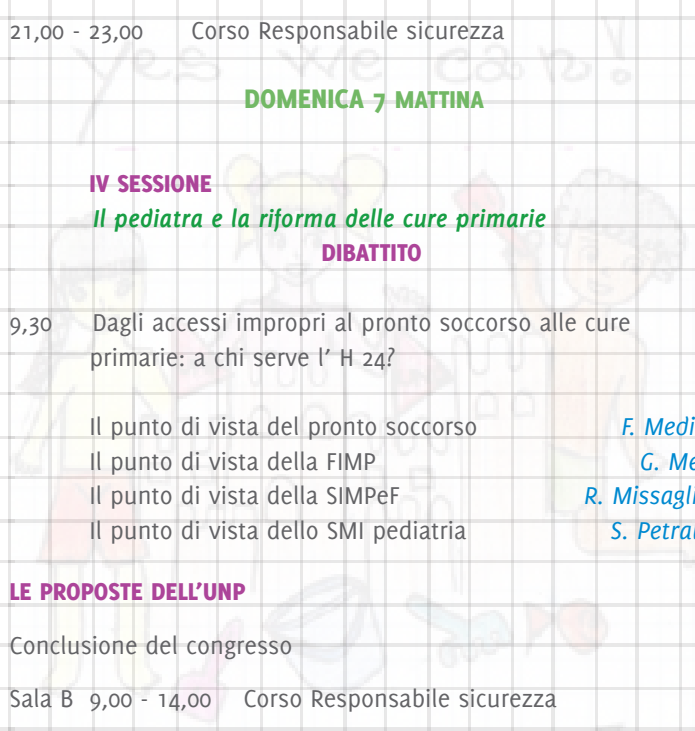 21,00 - 23,00 Corso Responsabile sicurezza
yes we can!
DOMENICA 7 MATTINA
IV SESSIONE
Il pediatra e la riforma delle cure primarie
DIBATTITO
9,30 Dagli accessi impropri al pronto soccorso alle cure
primarie: a chi serve l’ H 24?
Il punto di vista del pronto soccorso F.
Il punto di vista della FIMP G.
Il punto di vista della SIMPeF R.
Il punto di vista dello SMI pediatria S.
LE PROPOSTE DELL’UNP
Conclusione del congresso
Sala B 9,00 - 14,00 Corso Responsabile sicurezza